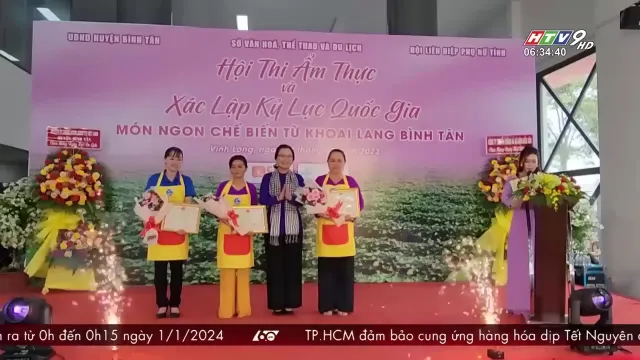 UBND HUYỆN BÌNH TÂN
SỞ VĂN HOÁ, THỂ THAO VÀ DU LỊCH
HỘI LIÊN HIỆP PHỤ NỮ TỈNH
HTV9 HD
06:34:40
Hội Thi Ẩm Thực
và
Xác Lập Kỷ Lục Quốc Gia
MÓN NGON CHẾ BIẾN TỪ KHOAI LANG BÌNH TÂN
Vĩnh Long
ra từ 0h đến 0h15 ngày 1/1/2024
60
TP.HCM đảm bảo cung ứng hàng hóa dịp Tết Nguyên